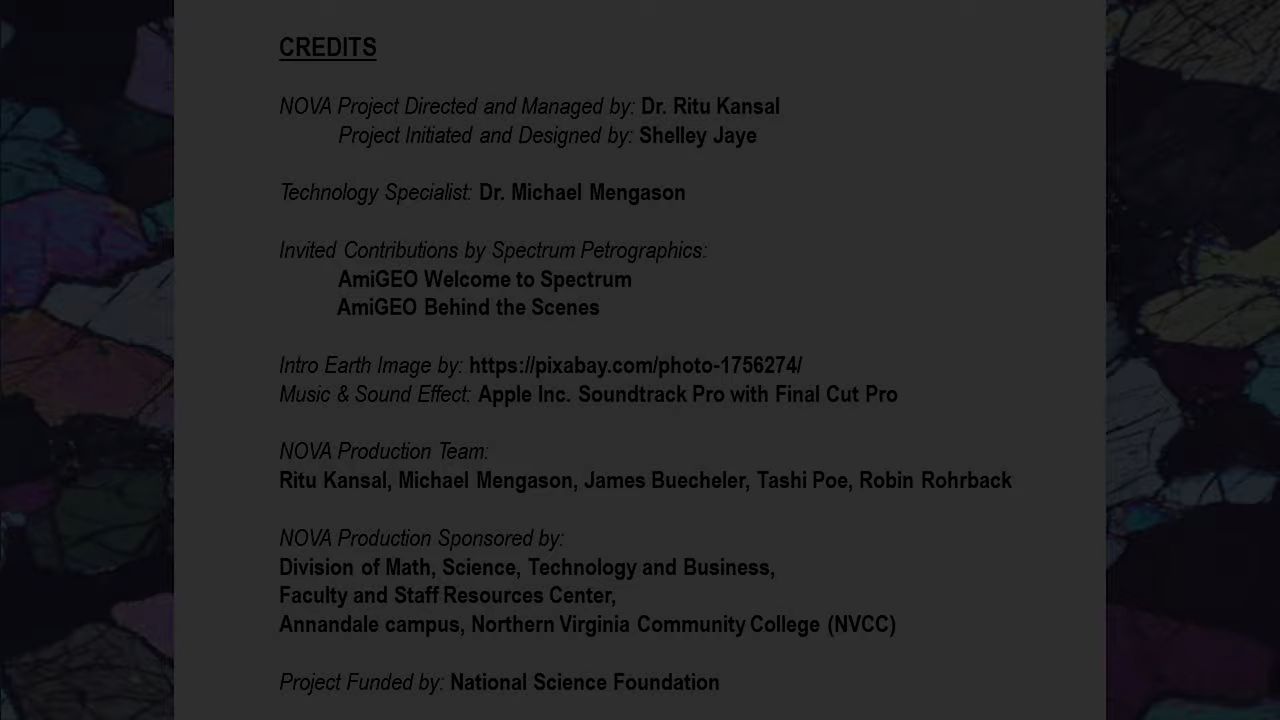 CREDITS
NOVA Project Directed and Managed by: Dr. Ritu Kansal
Project Initiated and Designed by: Shelley Jaye
Technology Specialist: Dr. Michael Mengason
Invited Contributions by Spectrum Petrographics:
AmiGEO Welcome to Spectrum
AmiGEO Behind the Scenes
Intro Earth Image by: https://pixabay.com/photo-1756274/
Music & Sound Effect: Apple Inc. Soundtrack Pro with Final Cut Pro
NOVA Production Team:
Ritu Kansal, Michael Mengason, James Buecheler, Tashi Poe, Robin Rohrback
NOVA Production Sponsored by:
Division of Math, Science, Technology and Business,
Faculty and Staff Resources Center,
Annandale campus, Northern Virginia Community College (NVCC)
Project Funded by: National Science Foundation